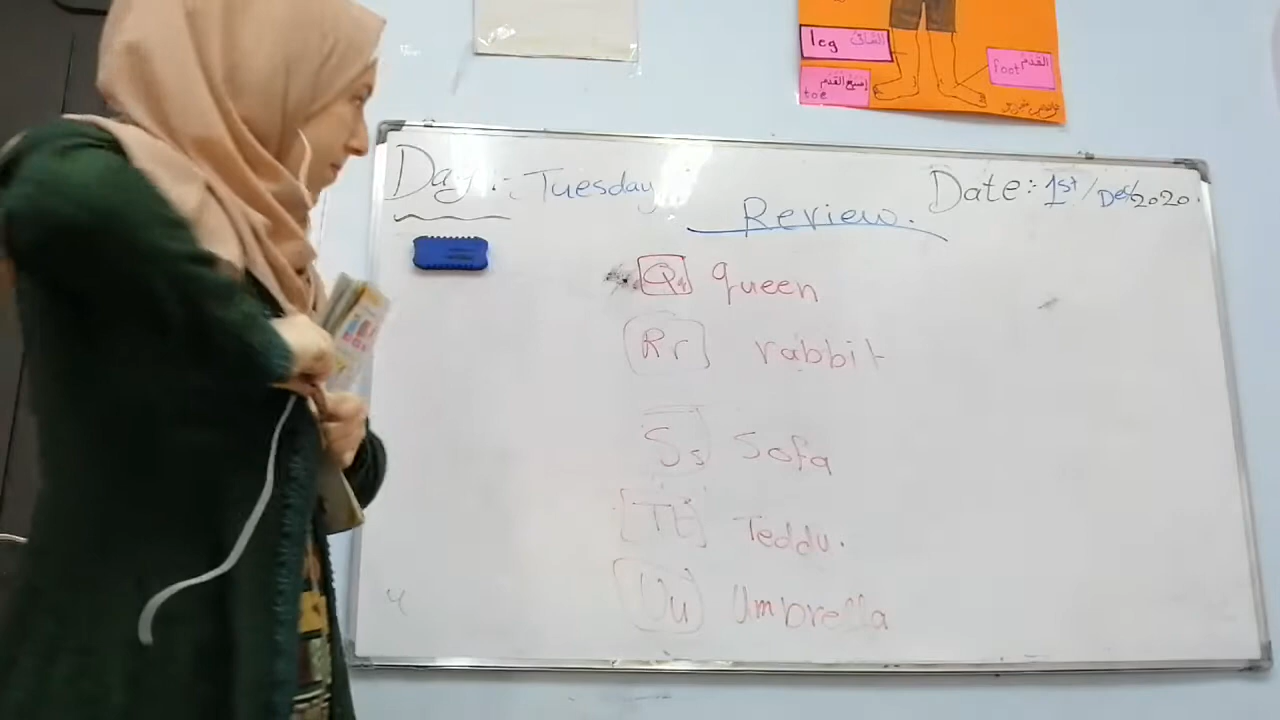 leg الساق
القدم foot
إصبع القدم
toe
Day:- Tuesday
Date:- 1st/Dec/2020.
Review.
Qq queen
Rr rabbit
Ss Sofa
Tt Teddy.
Uu Umbrella